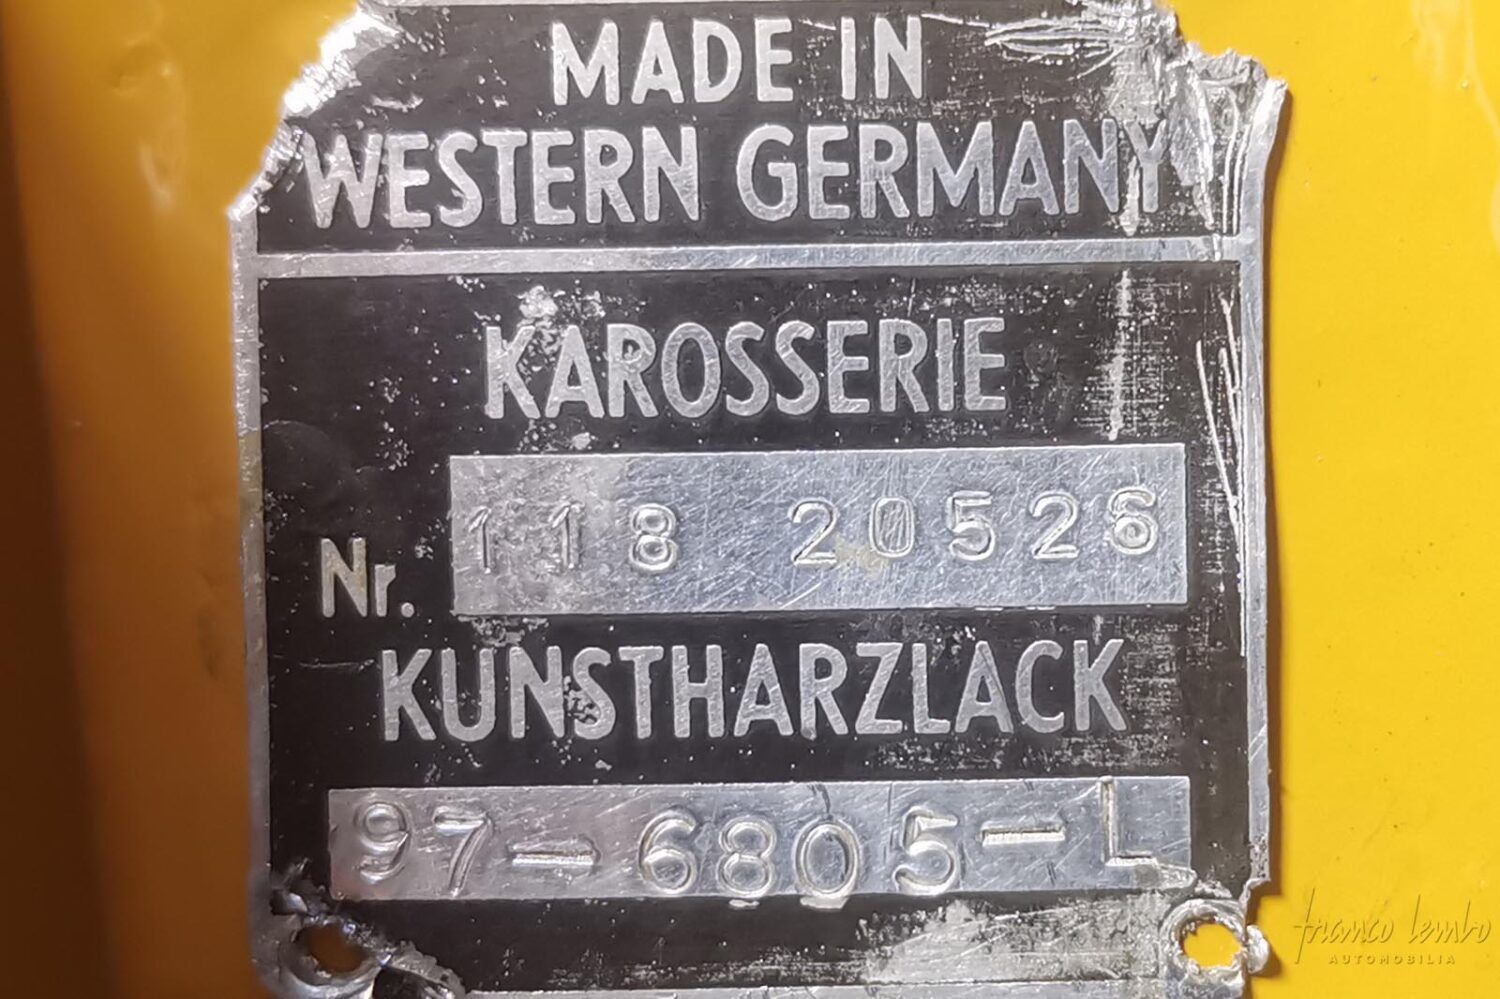 MADE IN
WESTERN GERMANY
KAROSSERIE
Nr. 118 20526
KUNSTHARZLACK
97-6805-L
franco lembo
AUTOMOBILIA